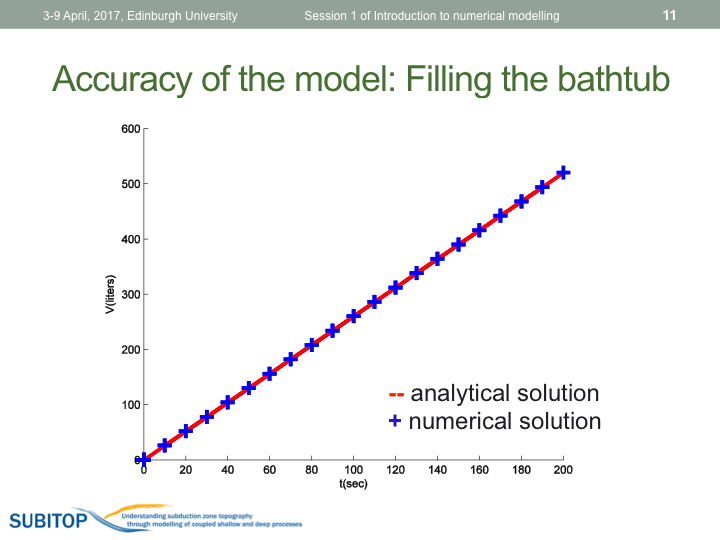 3-9 April, 2017, Edinburgh University Session 1 of Introduction to numerical modelling 11
Accuracy of the model: Filling the bathtub
600
500
400
300
200
100
0
V(liters)
-- analytical solution
+ numerical solution
0 20 40 60 80 100 120 140 160 180 200
t(sec)
SUBITOP
Understanding subduction zone topography
through modelling of coupled shallow and deep processes